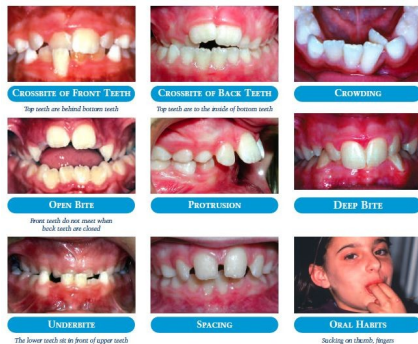 CROSSBITE OF FRONT TEETH
Top teeth are behind bottom teeth
CROSSBITE OF BACK TEETH
Top teeth are to the inside of bottom teeth
CROWDING
OPEN BITE
Front teeth do not meet when
back teeth are closed
PROTRUSION
DEEP BITE
UNDERBITE
The lower teeth sit in front of upper teeth
SPACING
ORAL HABITS
Sucking on thumb, fingers